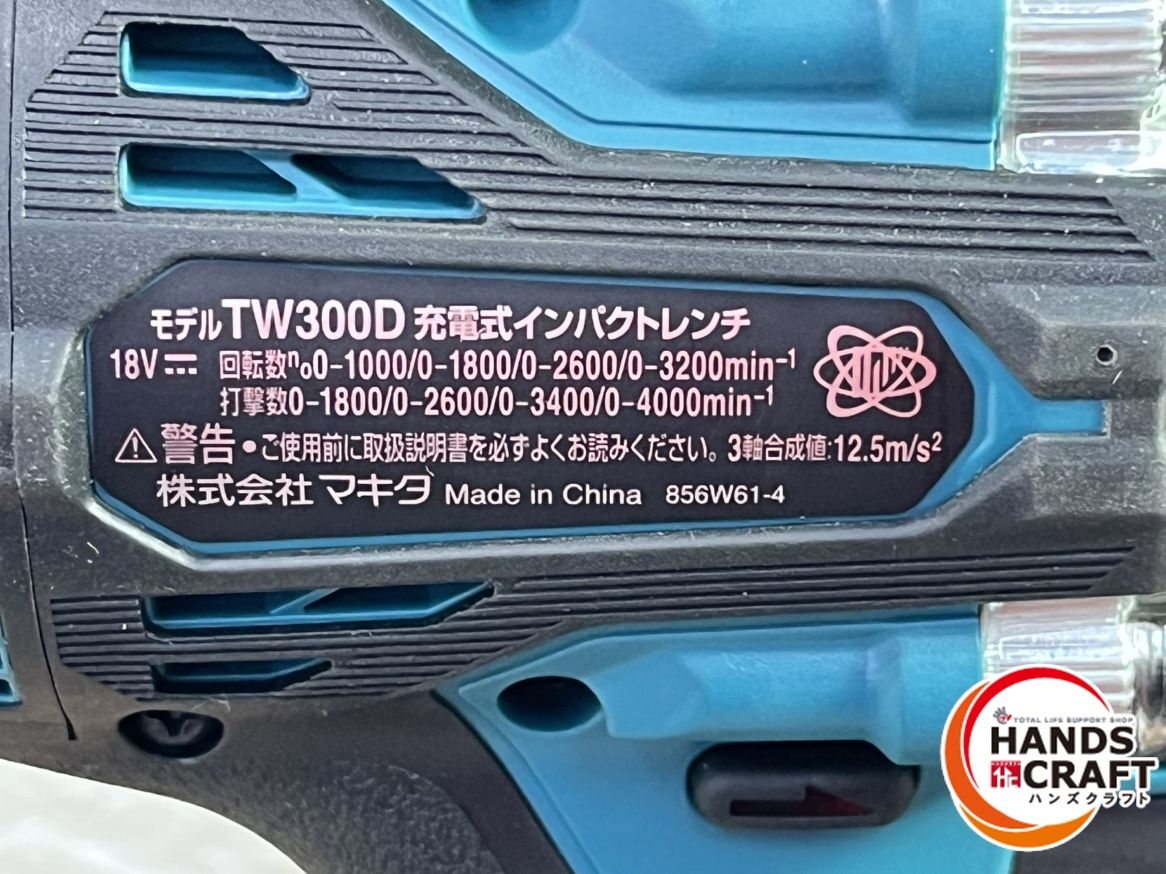 モデルTW300D 充電式インパクトレンチ
18V⎓ 回転数n₀0-1000/0-1800/0-2600/0-3200min⁻¹
打撃数0-1800/0-2600/0-3400/0-4000min⁻¹
⚠警告・ご使用前に取扱説明書を必ずよくお読みください。3軸合成値:12.5m/s²
株式会社マキタ Made in China 856W61-4
TOTAL LIFE SUPPORT SHOP
HANDS
CRAFT
ハンズクラフト